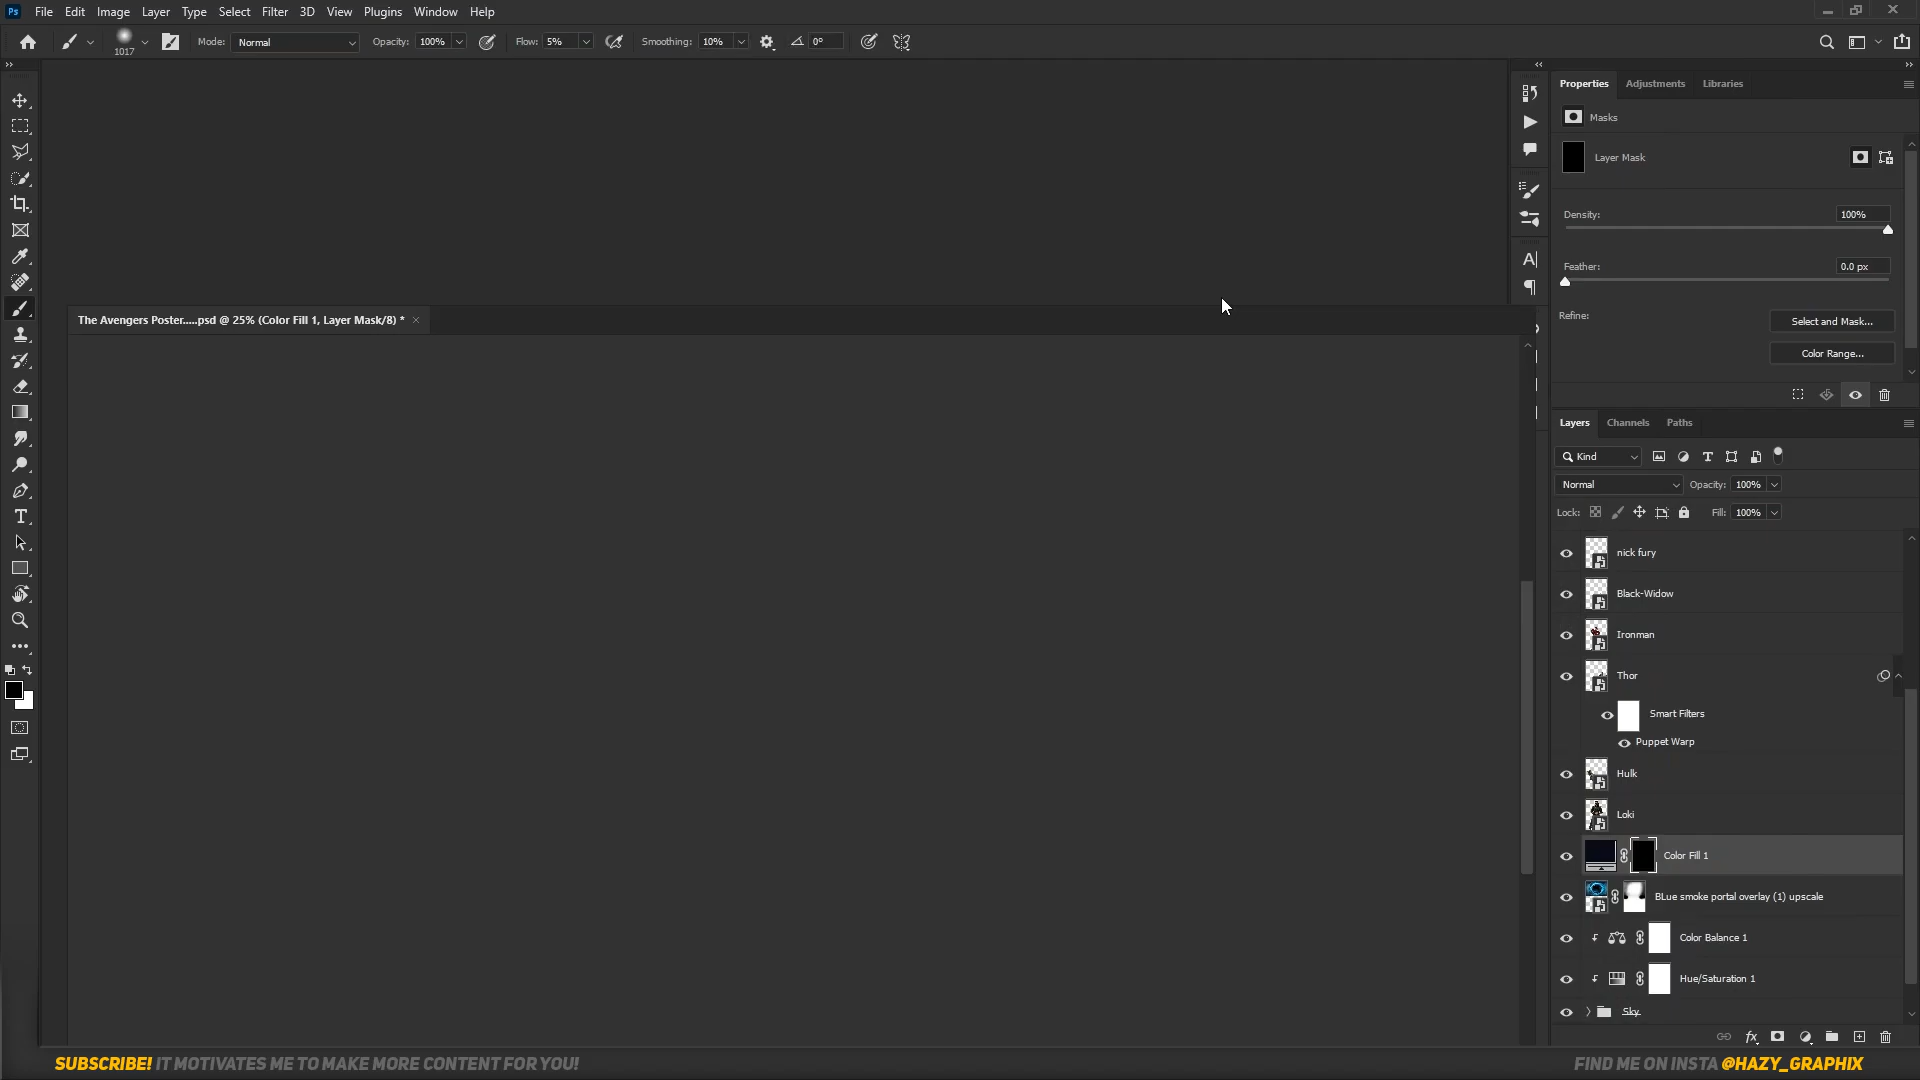 Ps File Edit Image Layer Type Select Filter 3D View Plugins Window Help
1017 Mode: Normal Opacity: 100% Flow: 5% Smoothing: 10% 0°
Properties Adjustments Libraries
Masks
Layer Mask
Density: 100%
Feather: 0.0 px
Refine: Select and Mask...
Color Range...
The Avengers Poster.....psd @ 25% (Color Fill 1, Layer Mask/8) *
Layers Channels Paths
Kind
Normal Opacity: 100%
Lock: Fill: 100%
nick fury
Black-Widow
Ironman
Thor
Smart Filters
Puppet Warp
Hulk
Loki
Color Fill 1
BLue smoke portal overlay (1) upscale
Color Balance 1
Hue/Saturation 1
Sky
SUBSCRIBE! IT MOTIVATES ME TO MAKE MORE CONTENT FOR YOU!
FIND ME ON INSTA @HAZY_GRAPHIX